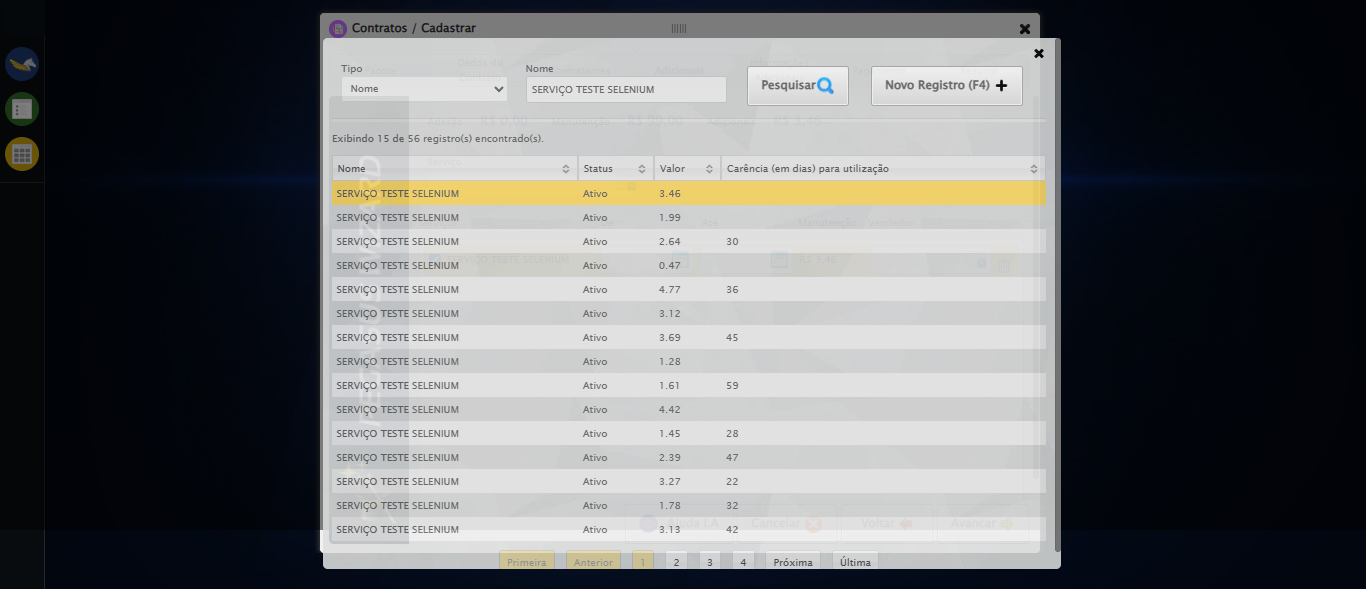 Contratos / Cadastrar
Tipo
Nome
Nome
SERVIÇO TESTE SELENIUM
Pesquisar
Novo Registro (F4)
Exibindo 15 de 56 registro(s) encontrado(s).
Nome Status Valor Carência (em dias) para utilização
SERVIÇO TESTE SELENIUM Ativo 3.46
SERVIÇO TESTE SELENIUM Ativo 1.99
SERVIÇO TESTE SELENIUM Ativo 2.64 30
SERVIÇO TESTE SELENIUM Ativo 0.47
SERVIÇO TESTE SELENIUM Ativo 4.77 36
SERVIÇO TESTE SELENIUM Ativo 3.12
SERVIÇO TESTE SELENIUM Ativo 3.69 45
SERVIÇO TESTE SELENIUM Ativo 1.28
SERVIÇO TESTE SELENIUM Ativo 1.61 59
SERVIÇO TESTE SELENIUM Ativo 4.42
SERVIÇO TESTE SELENIUM Ativo 1.45 28
SERVIÇO TESTE SELENIUM Ativo 2.39 47
SERVIÇO TESTE SELENIUM Ativo 3.27 22
SERVIÇO TESTE SELENIUM Ativo 1.78 32
SERVIÇO TESTE SELENIUM Ativo 3.13 42
Cancelar Voltar Avançar
Primeira Anterior 1 2 3 4 Próxima Última